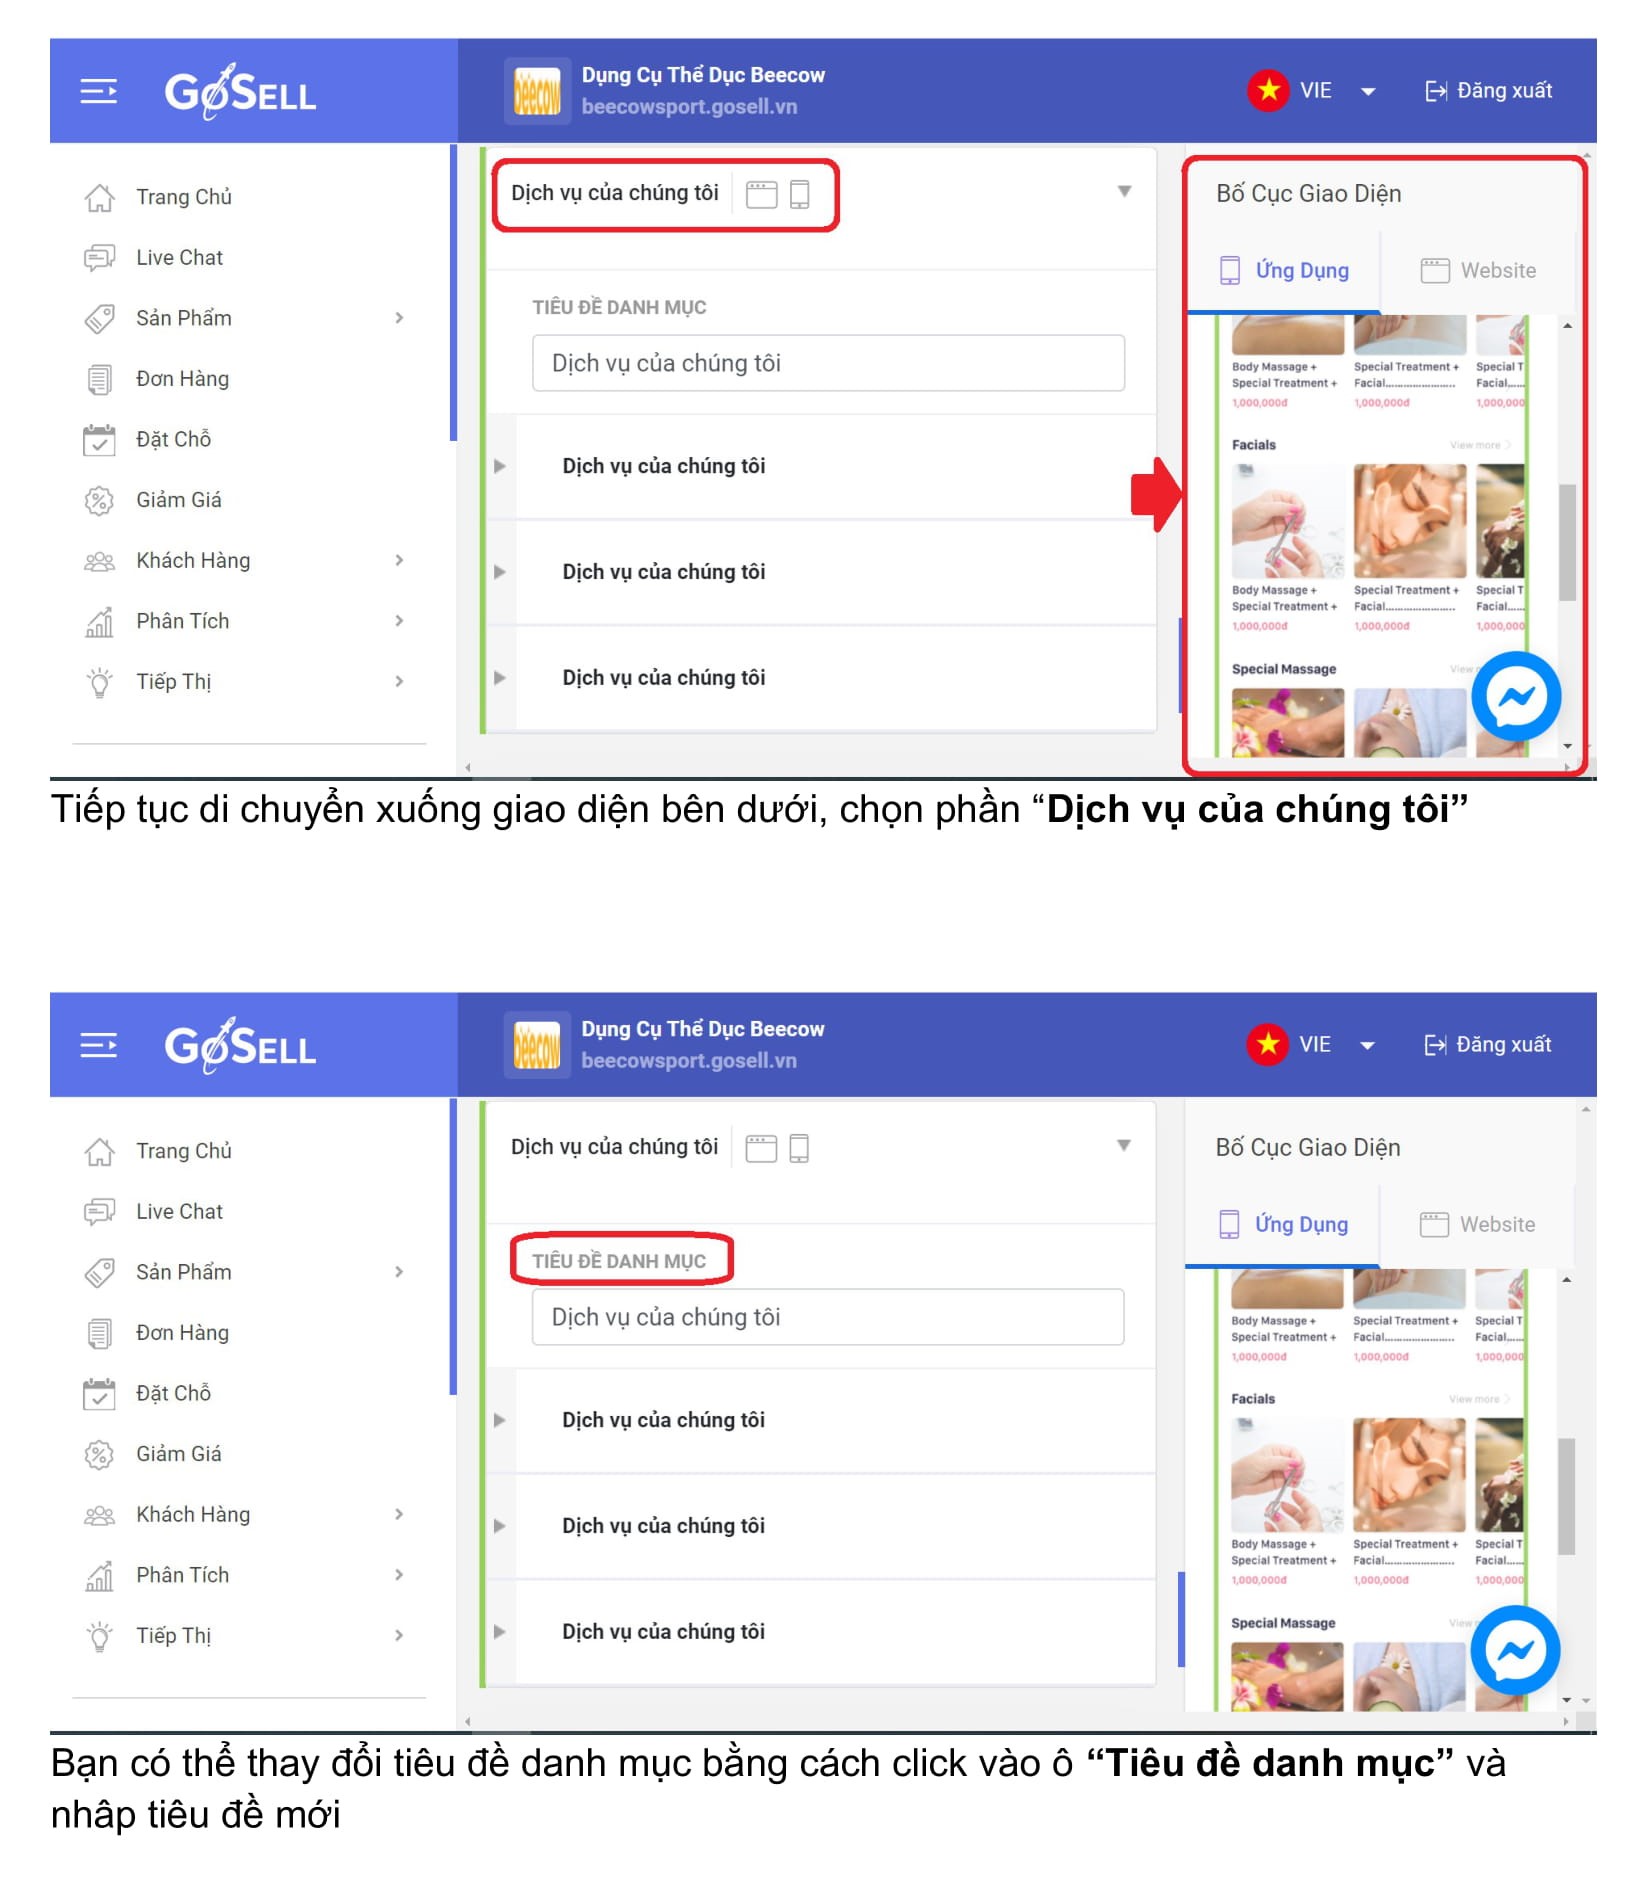 GoSELL
Dụng Cụ Thể Dục Beecow
beecowsport.gosell.vn
VIE
Đăng xuất
Trang Chủ
Live Chat
Sản Phẩm
Đơn Hàng
Đặt Chỗ
Giảm Giá
Khách Hàng
Phân Tích
Tiếp Thị
Dịch vụ của chúng tôi
TIÊU ĐỀ DANH MỤC
Dịch vụ của chúng tôi
Dịch vụ của chúng tôi
Dịch vụ của chúng tôi
Dịch vụ của chúng tôi
Bố Cục Giao Diện
Ứng Dụng Website
Body Massage + Special Treatment + Special T
Special Treatment + Facial........................ Facial......
1,000,000đ 1,000,000đ 1,000,000
Facials View more
Body Massage + Special Treatment + Special T
Special Treatment + Facial........................ Facial......
1,000,000đ 1,000,000đ 1,000,000
Special Massage View
Tiếp tục di chuyển xuống giao diện bên dưới, chọn phần “Dịch vụ của chúng tôi”
GoSELL
Dụng Cụ Thể Dục Beecow
beecowsport.gosell.vn
VIE
Đăng xuất
Trang Chủ
Live Chat
Sản Phẩm
Đơn Hàng
Đặt Chỗ
Giảm Giá
Khách Hàng
Phân Tích
Tiếp Thị
Dịch vụ của chúng tôi
TIÊU ĐỀ DANH MỤC
Dịch vụ của chúng tôi
Dịch vụ của chúng tôi
Dịch vụ của chúng tôi
Dịch vụ của chúng tôi
Bố Cục Giao Diện
Ứng Dụng Website
Body Massage + Special Treatment + Special T
Special Treatment + Facial........................ Facial......
1,000,000đ 1,000,000đ 1,000,000
Facials View more
Body Massage + Special Treatment + Special T
Special Treatment + Facial........................ Facial......
1,000,000đ 1,000,000đ 1,000,000
Special Massage View
Bạn có thể thay đổi tiêu đề danh mục bằng cách click vào ô “Tiêu đề danh mục” và
nhâp tiêu đề mới